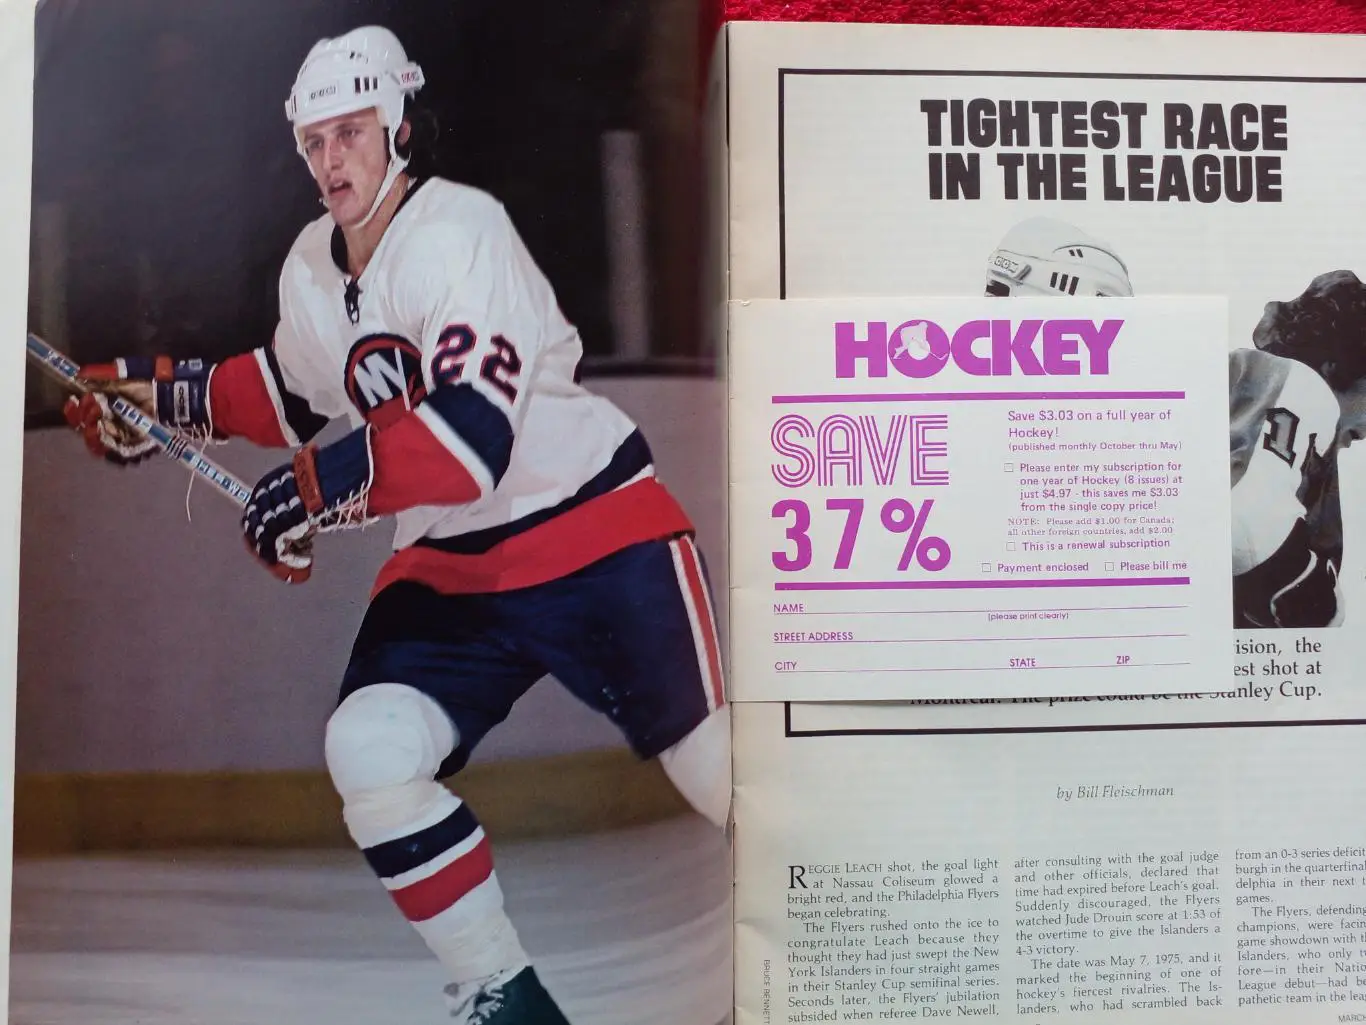 NY
22
TIGHTEST RACE
IN THE LEAGUE
1
HOCKEY
SAVE
37%
Save $3.03 on a full year of
Hockey!
(published monthly October thru May)
Please enter my subscription for
one year of Hockey (8 issues) at
just $4.97 - this saves me $3.03
from the single copy price!
NOTE: Please add $1.00 for Canada;
all other foreign countries, add $2.00
This is a renewal subscription
Payment enclosed Please bill me
NAME
(please print clearly)
STREET ADDRESS
CITY STATE ZIP
ision, the
est shot at
Montreal. The prize could be the Stanley Cup.
by Bill Fleischman
REGGIE LEACH shot, the goal light
at Nassau Coliseum glowed a
bright red, and the Philadelphia Flyers
began celebrating.
The Flyers rushed onto the ice to
congratulate Leach because they
thought they had just swept the New
York Islanders in four straight games
in their Stanley Cup semifinal series.
Seconds later, the Flyers' jubilation
subsided when referee Dave Newell,
after consulting with the goal judge
and other officials, declared that
time had expired before Leach's goal.
Suddenly discouraged, the Flyers
watched Jude Drouin score at 1:53 of
the overtime to give the Islanders a
4-3 victory.
The date was May 7, 1975, and it
marked the beginning of one of
hockey's fiercest rivalries. The Is-
landers, who had scrambled back
from an 0-3 series deficit
burgh in the quarterfinal
delphia in their next
games.
The Flyers, defending
champions, were facin
game showdown with th
Islanders, who only t
fore—in their Nation
League debut—had be
pathetic team in the lea
BRUCE BENNETT
MARCH